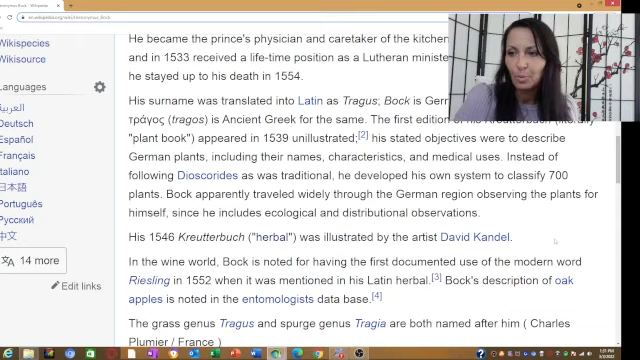 Hieronymus_Bock
en.wikipedia.org/wiki/Hieronymus_Bock
Wikispecies
Wikisource
Languages
العربية
Deutsch
Español
Français
Italiano
日本語
Português
Русский
中文
14 more
Edit links
He became the prince's physician and caretaker of the kitchen
and in 1533 received a life-time position as a Lutheran ministe
he stayed up to his death in 1554.
His surname was translated into Latin as Tragus; Bock is Ger
τράγος (tragos) is Ancient Greek for the same. The first edition of his Kreutterbuch (literally
"plant book") appeared in 1539 unillustrated;[2] his stated objectives were to describe
German plants, including their names, characteristics, and medical uses. Instead of
following Dioscorides as was traditional, he developed his own system to classify 700
plants. Bock apparently traveled widely through the German region observing the plants for
himself, since he includes ecological and distributional observations.
His 1546 Kreutterbuch ("herbal") was illustrated by the artist David Kandel.
In the wine world, Bock is noted for having the first documented use of the modern word
Riesling in 1552 when it was mentioned in his Latin herbal.[3] Bock's description of oak
apples is noted in the entomologists data base.[4]
The grass genus Tragus and spurge genus Tragia are both named after him ( Charles
Plumier / France )
1:31 PM